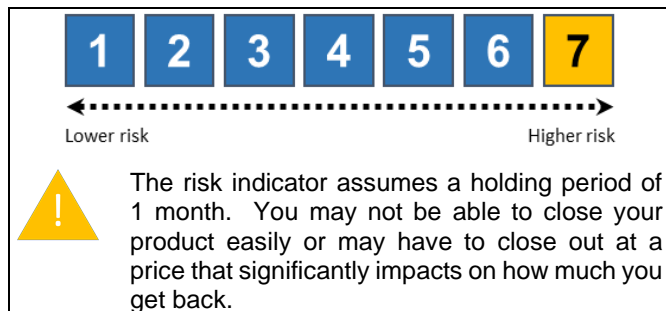 1 2 3 4 5 6 7
Lower risk Higher risk
!
The risk indicator assumes a holding period of
1 month. You may not be able to close your
product easily or may have to close out at a
price that significantly impacts on how much you
get back.